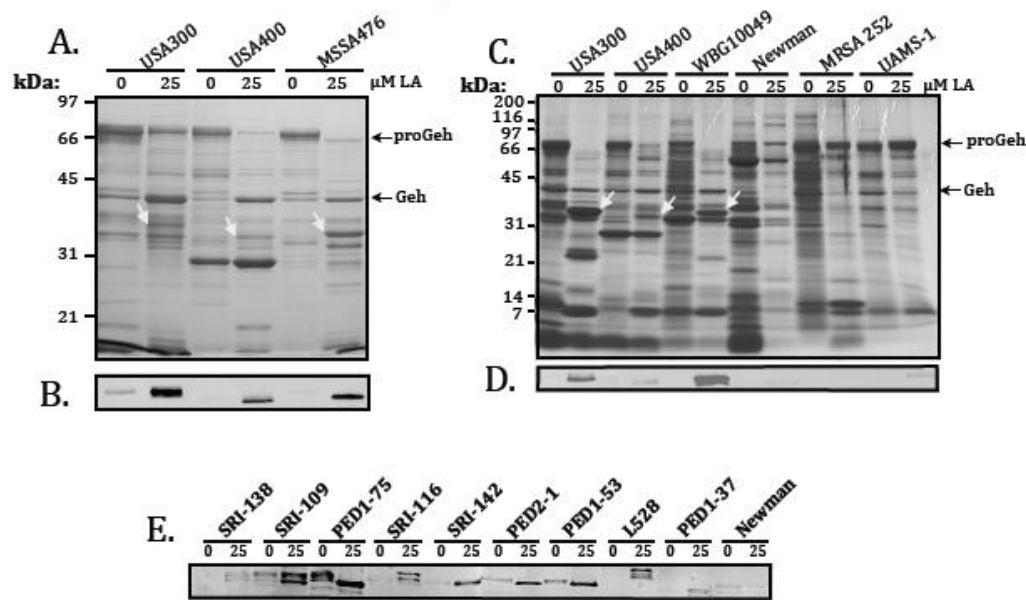 A.
USA300 USA400 MSSA476
kDa: 0 25 0 25 0 25 µM LA
97
66
45
31
21
proGeh
Geh
B.
C.
USA300 USA400 WBG10049 Newman MRSA 252 UAMS-1
kDa: 0 25 0 25 0 25 0 25 0 25 0 25 µM LA
200
116
97
66
45
31
21
14
7
proGeh
Geh
D.
E.
SRI-138 SRI-109 PED1-75 SRI-116 SRI-142 PED2-1 PED1-53 L528 PED1-37 Newman
0 25 0 25 0 25 0 25 0 25 0 25 0 25 0 25 0 25 0 25